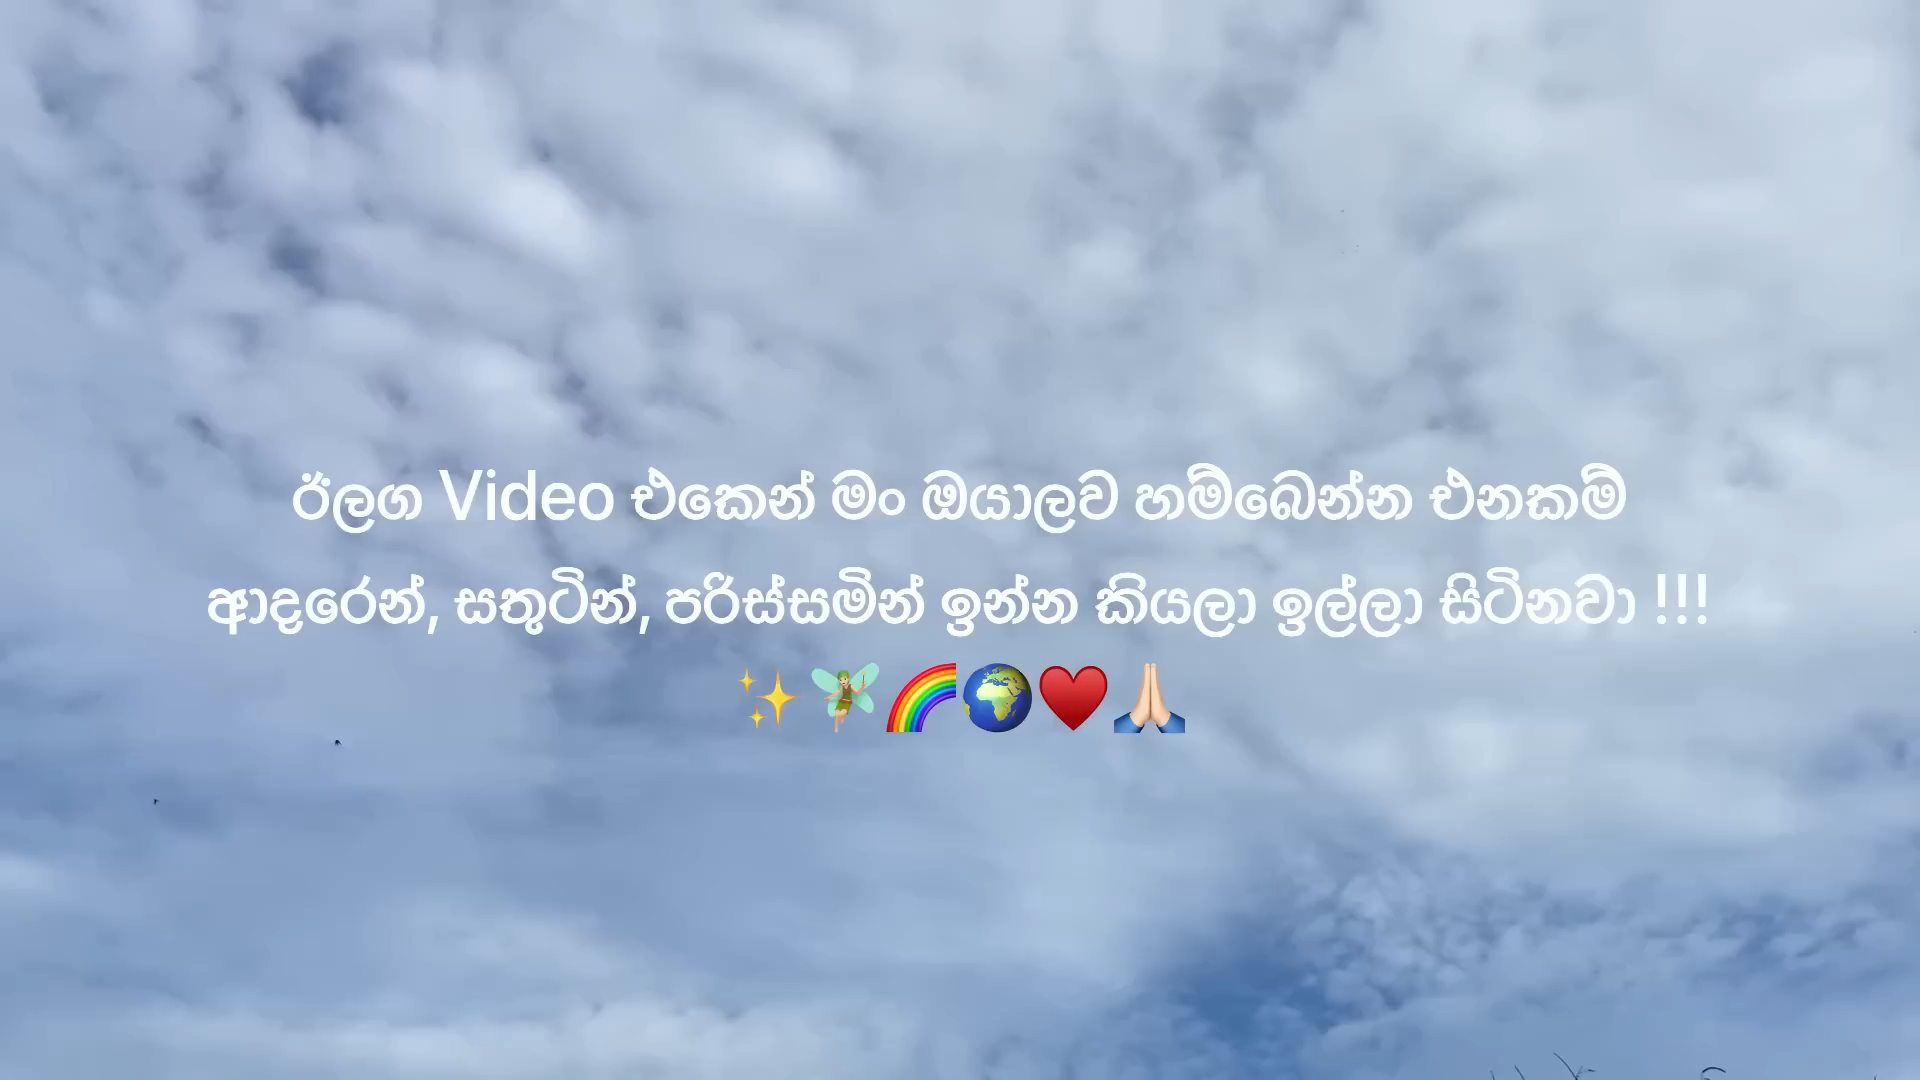 ඊලග Video එකෙන් මං ඔයාලව හම්බෙන්න එනකම්
ආදරෙන්, සතුටින්, පරිස්සමින් ඉන්න කියලා ඉල්ලා සිටිනවා !!!
✨🧚🏼🌈🌍♥️🙏🏻